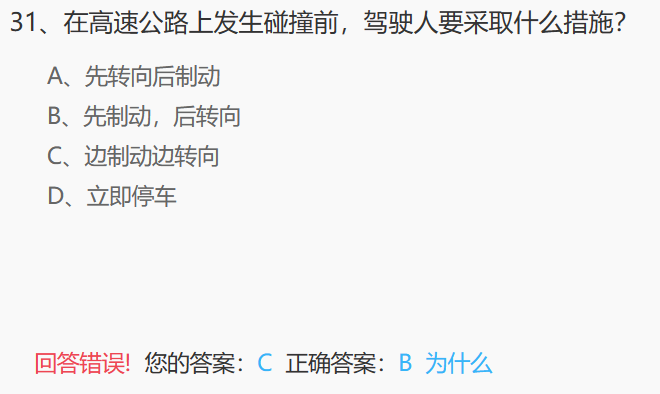 31、在高速公路上发生碰撞前，驾驶人要采取什么措施？
A、先转向后制动
B、先制动，后转向
C、边制动边转向
D、立即停车
回答错误! 您的答案：C 正确答案：B 为什么